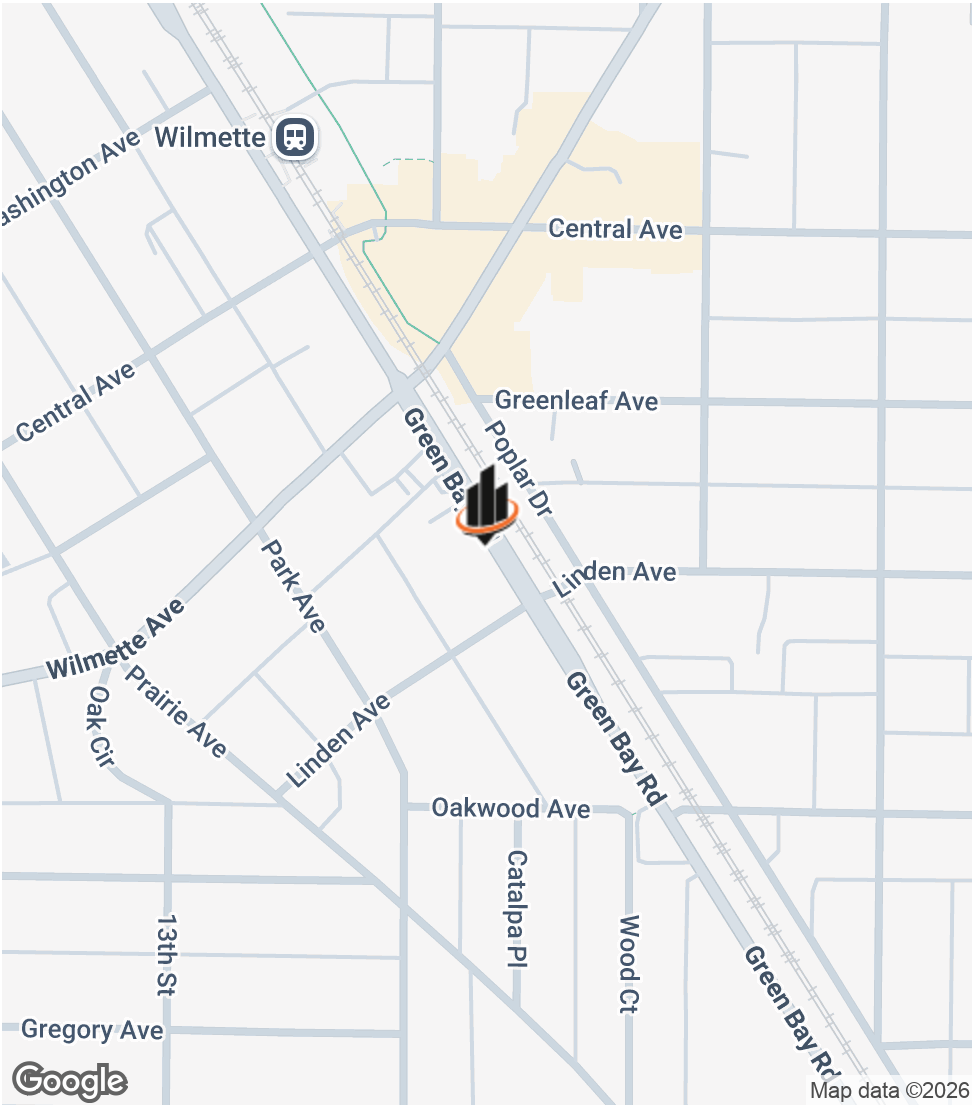 Wilmette
ashington Ave
Central Ave
Central Ave
Greenleaf Ave
Green Ba
Poplar Dr
Linden Ave
Park Ave
Wilmette Ave
Prairie Ave
Oak Cir
Linden Ave
Green Bay Rd
Oakwood Ave
Catalpa Pl
13th St
Wood Ct
Green Bay Rd
Gregory Ave
Google
Map data ©2026